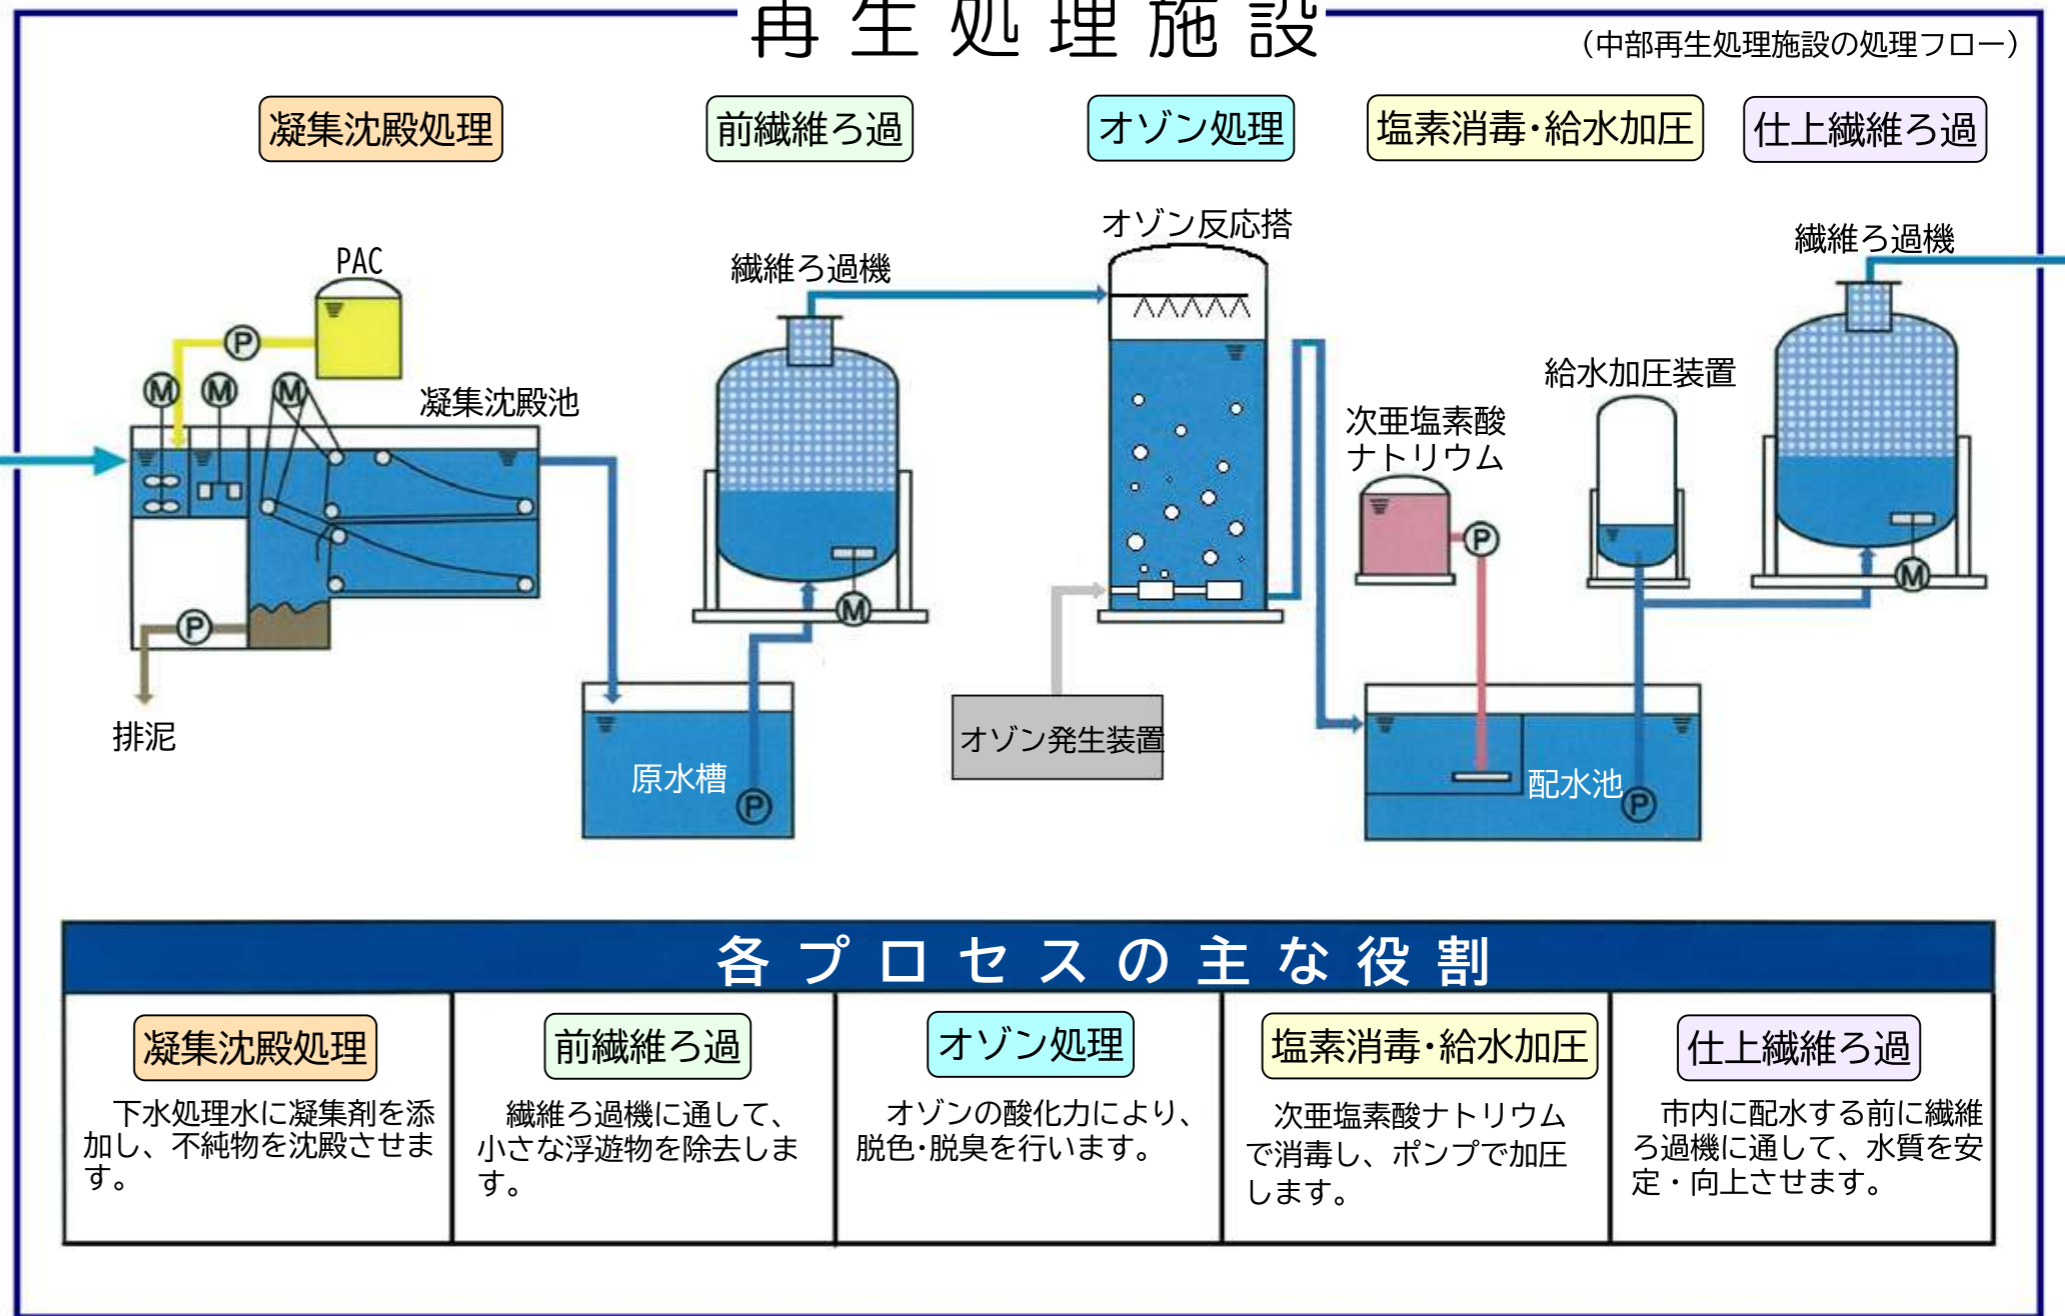 再生処理施設
（中部再生処理施設の処理フロー）
凝集沈殿処理
前繊維ろ過
オゾン処理
塩素消毒･給水加圧
仕上繊維ろ過
PAC
P
M
M
M
凝集沈殿池
P
排泥
原水槽
P
繊維ろ過機
M
オゾン反応搭
オゾン発生装置
次亜塩素酸
ナトリウム
P
配水池
P
給水加圧装置
繊維ろ過機
M
各プロセスの主な役割
凝集沈殿処理
下水処理水に凝集剤を添
加し、不純物を沈殿させま
す。
前繊維ろ過
繊維ろ過機に通して、
小さな浮遊物を除去しま
す。
オゾン処理
オゾンの酸化力により、
脱色･脱臭を行います。
塩素消毒･給水加圧
次亜塩素酸ナトリウム
で消毒し、ポンプで加圧
します。
仕上繊維ろ過
市内に配水する前に繊維
ろ過機に通して、水質を安
定・向上させます。